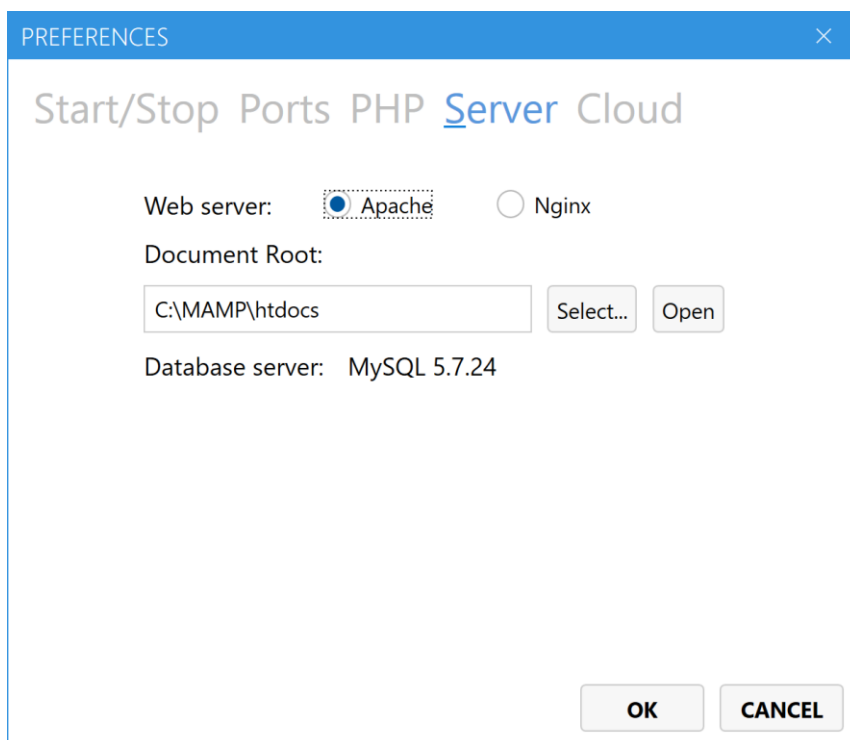 PREFERENCES
Start/Stop Ports PHP Server Cloud
Web server: Apache Nginx
Document Root:
C:\MAMP\htdocs Select... Open
Database server: MySQL 5.7.24
OK CANCEL